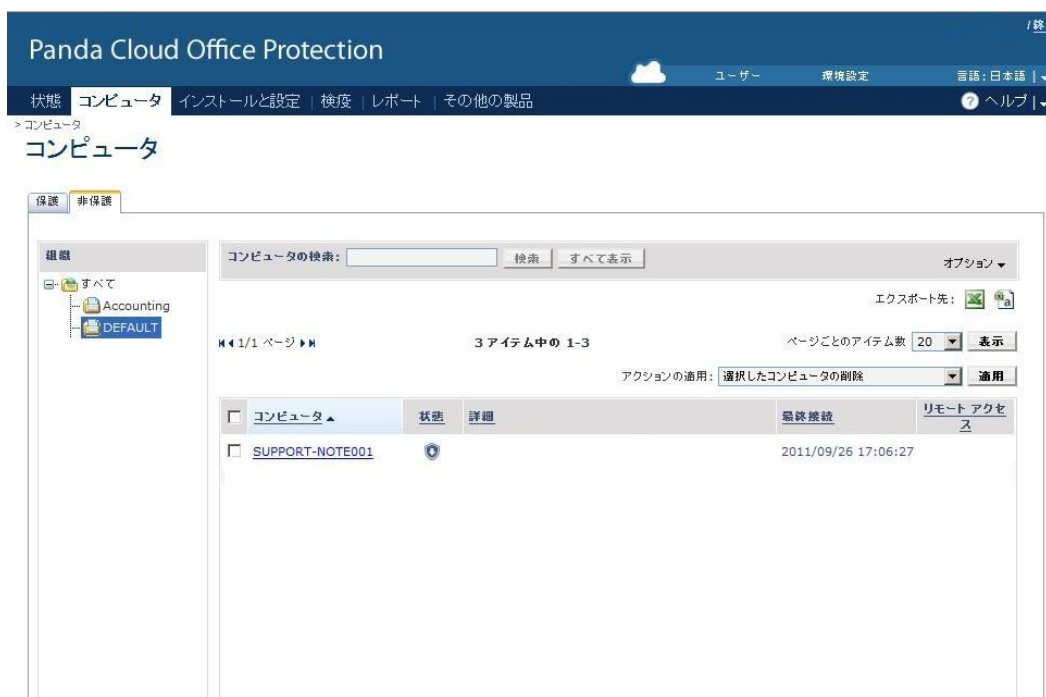 /終
Panda Cloud Office Protection
ユーザー 環境設定 言語:日本語 |
状態 コンピュータ インストールと設定 | 検疫 | レポート | その他の製品 ? ヘルプ |
> コンピュータ
コンピュータ
保護 非保護
組織
コンピュータの検索: 検索 すべて表示 オプション
すべて
Accounting
DEFAULT
エクスポート先:
1/1 ページ 3 アイテム中の 1-3 ページごとのアイテム数 20 表示
アクションの適用: 選択したコンピュータの削除 適用
コンピュータ 状態 詳細 最終接続 リモート アクセ
ス
SUPPORT-NOTE001 2011/09/26 17:06:27